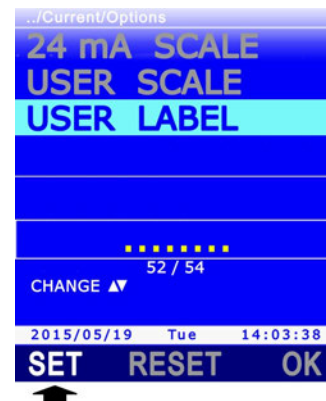 ../Current/Options
24 mA SCALE
USER SCALE
USER LABEL
........
52 / 54
CHANGE ▲▼
2015/05/19 Tue 14:03:38
SET RESET OK